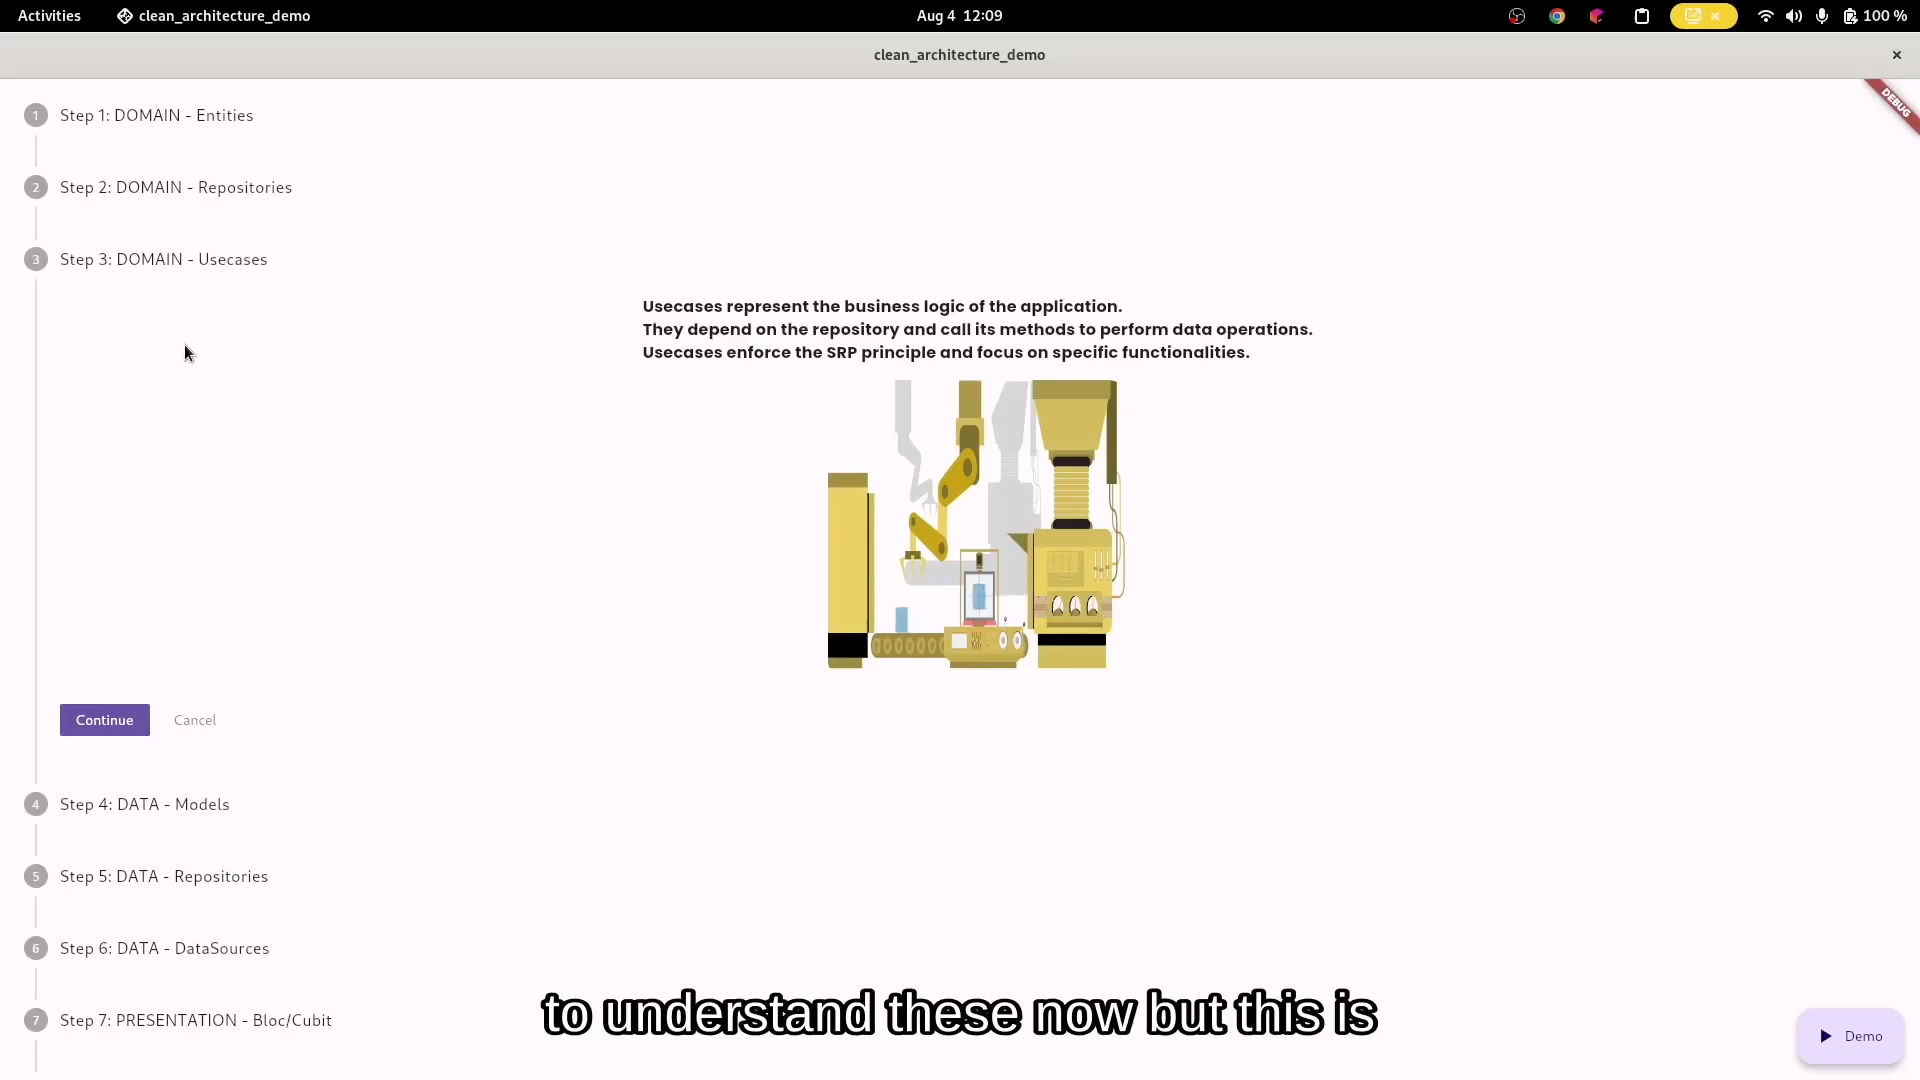 Activities
clean_architecture_demo
Aug 4 12:09
100 %
clean_architecture_demo
DEBUG
1 Step 1: DOMAIN - Entities
2 Step 2: DOMAIN - Repositories
3 Step 3: DOMAIN - Usecases
Usecases represent the business logic of the application.
They depend on the repository and call its methods to perform data operations.
Usecases enforce the SRP principle and focus on specific functionalities.
Continue
Cancel
4 Step 4: DATA - Models
5 Step 5: DATA - Repositories
6 Step 6: DATA - DataSources
7 Step 7: PRESENTATION - Bloc/Cubit
to understand these now but this is
Demo